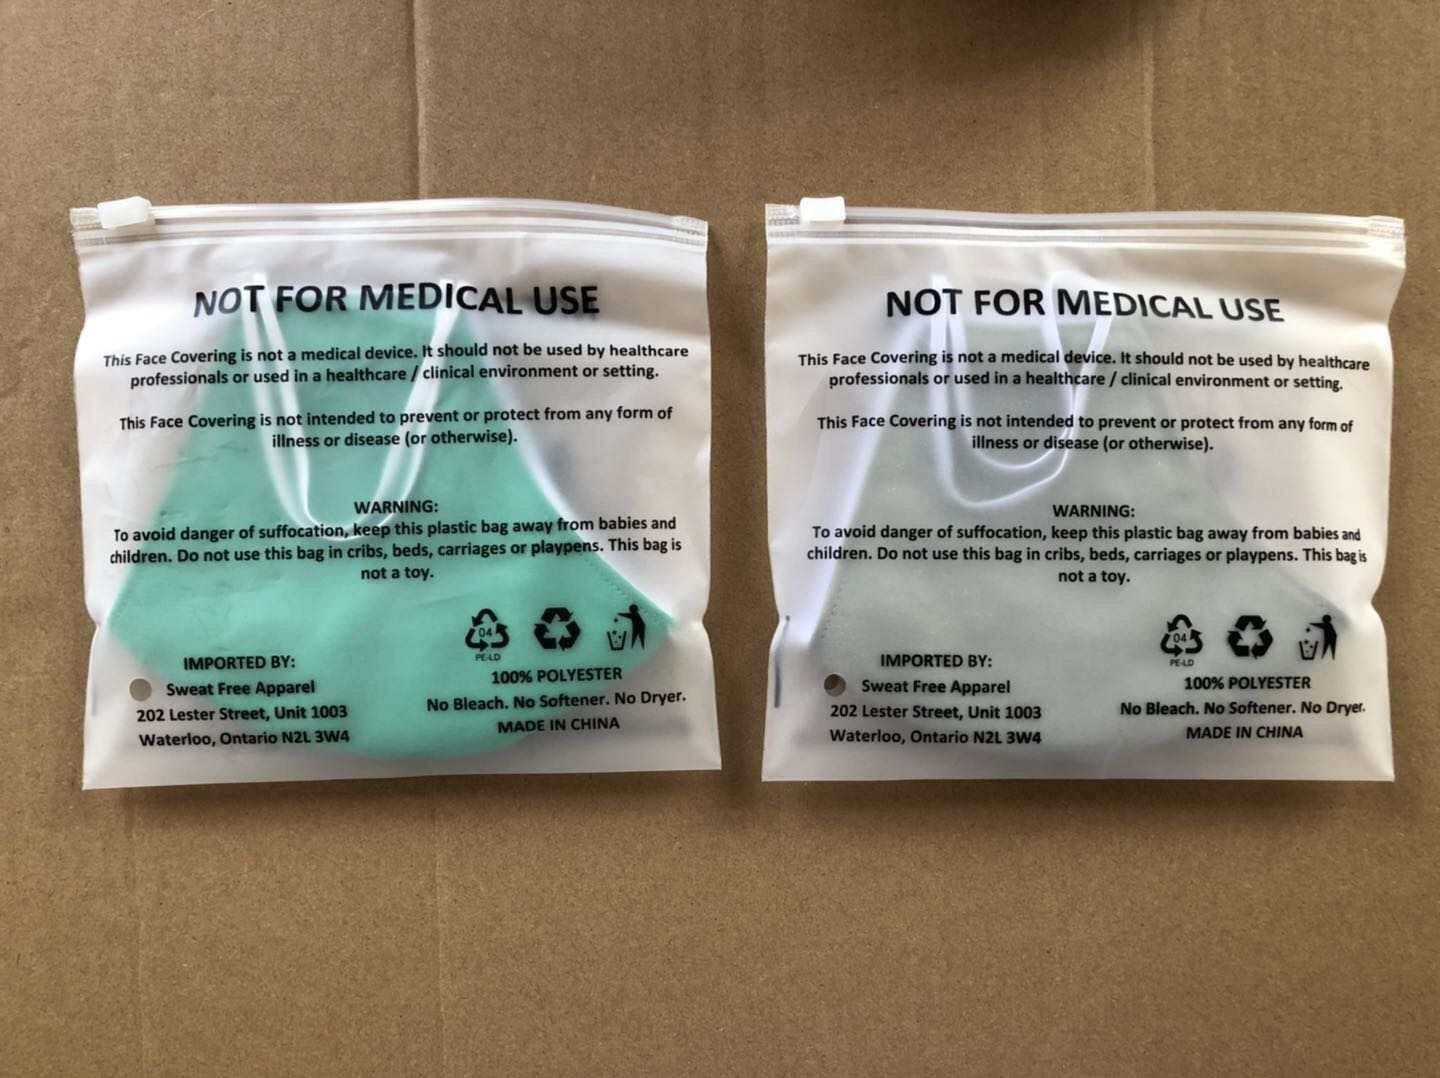 NOT FOR MEDICAL USE
This Face Covering is not a medical device. It should not be used by healthcare
professionals or used in a healthcare / clinical environment or setting.
This Face Covering is not intended to prevent or protect from any form of
illness or disease (or otherwise).
WARNING:
To avoid danger of suffocation, keep this plastic bag away from babies and
children. Do not use this bag in cribs, beds, carriages or playpens. This bag is
not a toy.
IMPORTED BY:
Sweat Free Apparel
202 Lester Street, Unit 1003
Waterloo, Ontario N2L 3W4
04
PE-LD
100% POLYESTER
No Bleach. No Softener. No Dryer.
MADE IN CHINA
NOT FOR MEDICAL USE
This Face Covering is not a medical device. It should not be used by healthcare
professionals or used in a healthcare / clinical environment or setting.
This Face Covering is not intended to prevent or protect from any form of
illness or disease (or otherwise).
WARNING:
To avoid danger of suffocation, keep this plastic bag away from babies and
children. Do not use this bag in cribs, beds, carriages or playpens. This bag is
not a toy.
IMPORTED BY:
Sweat Free Apparel
202 Lester Street, Unit 1003
Waterloo, Ontario N2L 3W4
04
PE-LD
100% POLYESTER
No Bleach. No Softener. No Dryer.
MADE IN CHINA